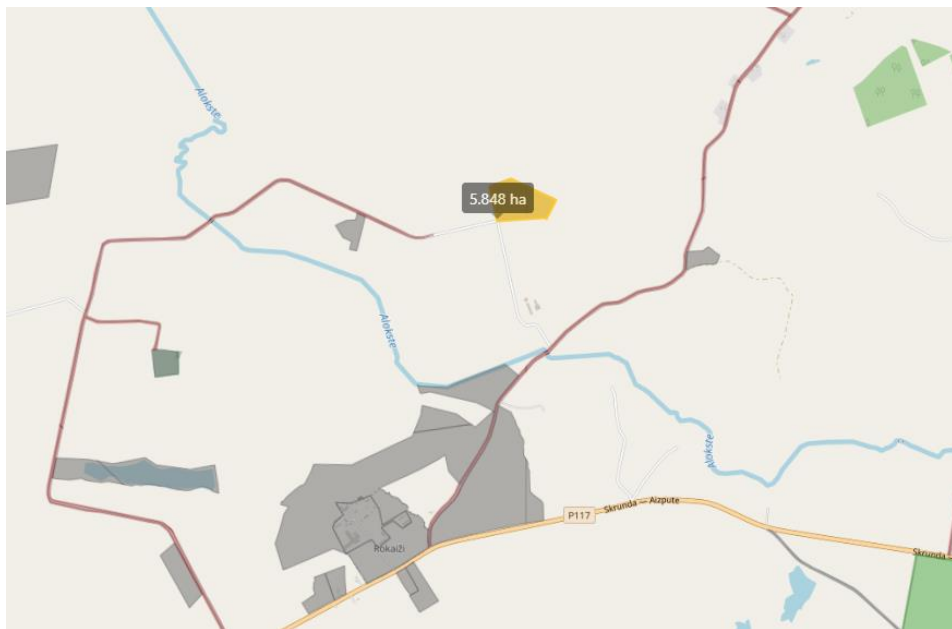 Alokste
5.848 ha
Alokste
Alokste
Skrunda — Aizpute
P117
Rokaiži
Skrunda —